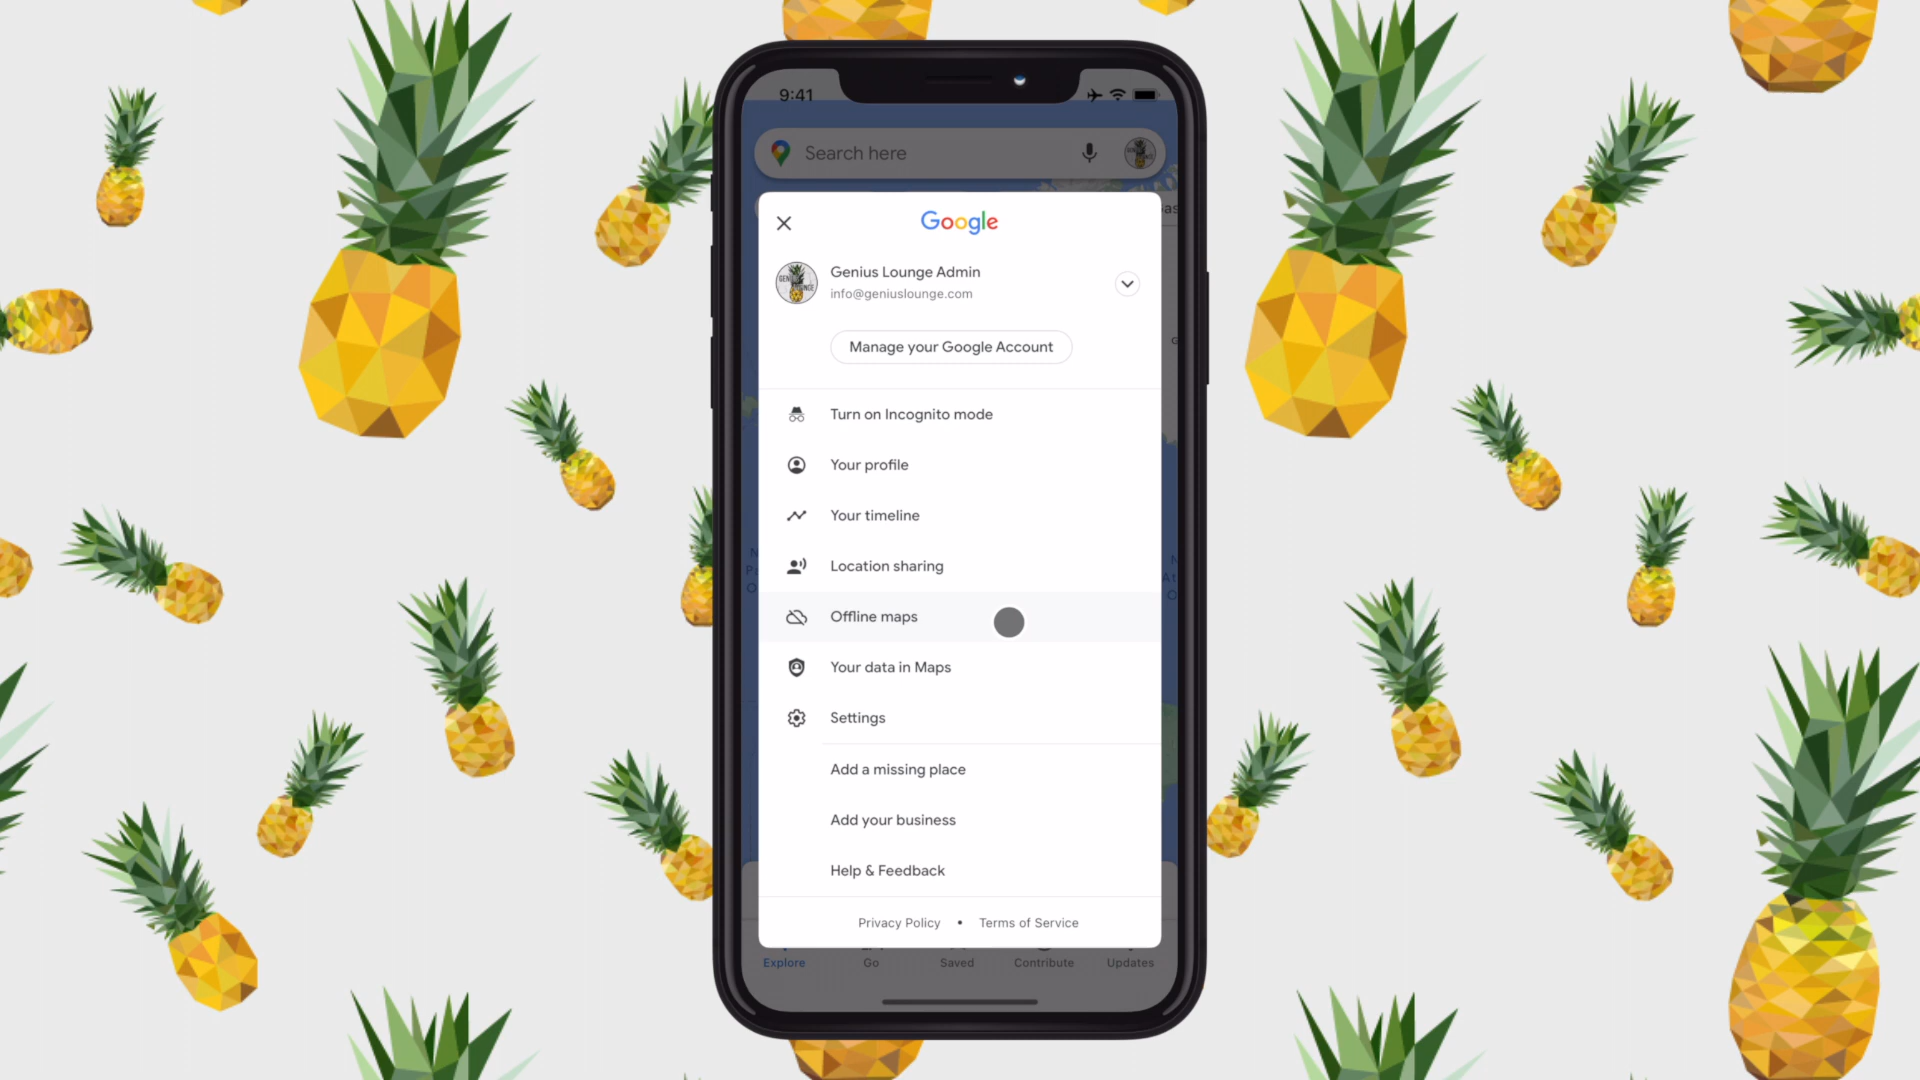 9:41
Search here
Google
Genius Lounge Admin
info@geniuslounge.com
Manage your Google Account
Turn on Incognito mode
Your profile
Your timeline
Location sharing
Offline maps
Your data in Maps
Settings
Add a missing place
Add your business
Help & Feedback
Privacy Policy • Terms of Service
Explore
Go
Saved
Contribute
Updates